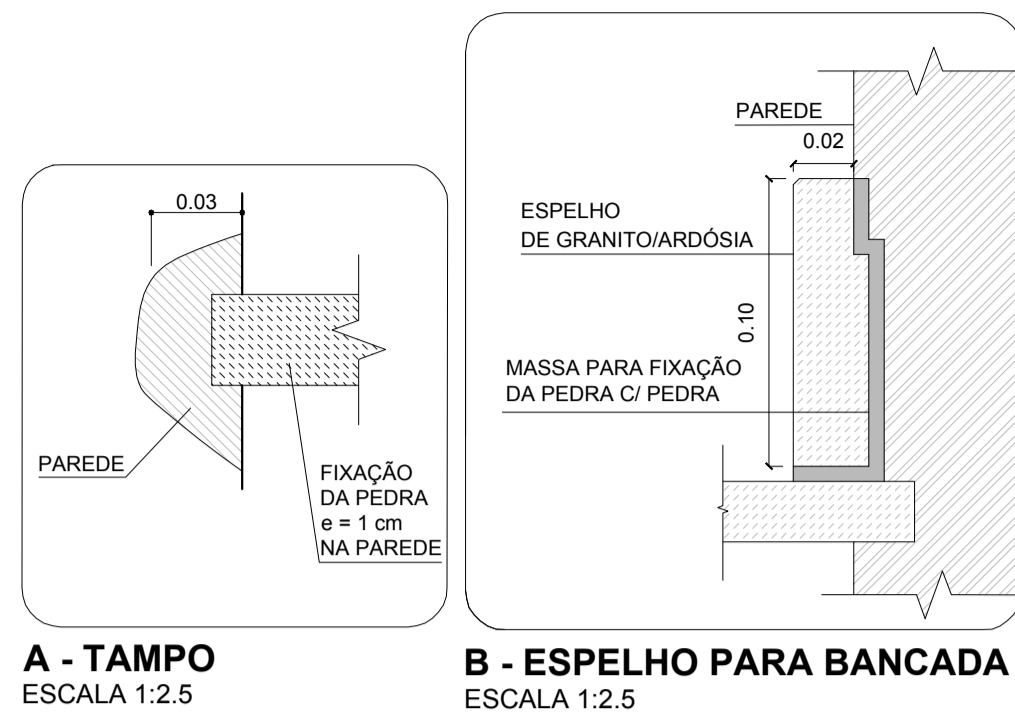 0.03
PAREDE
FIXAÇÃO
DA PEDRA
e = 1 cm
NA PAREDE
A - TAMPO
ESCALA 1:2.5
PAREDE
0.02
ESPELHO
DE GRANITO/ARDÓSIA
0.10
MASSA PARA FIXAÇÃO
DA PEDRA C/ PEDRA
B - ESPELHO PARA BANCADA
ESCALA 1:2.5